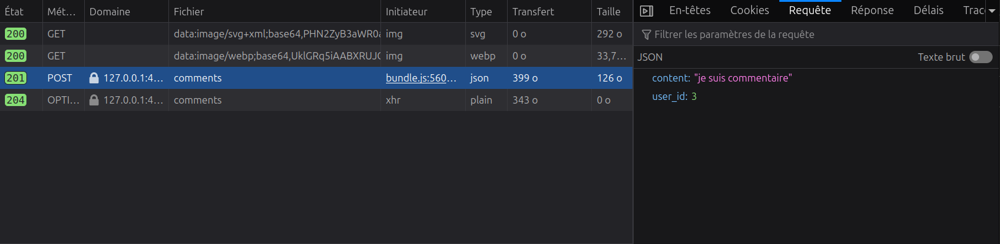 État Mét… Domaine Fichier Initiateur Type Transfert Taille
200 GET data:image/svg+xml;base64,PHN2ZyB3aWR0a img svg 0 o 292 o
200 GET data:image/webp;base64,UklGRq5iAABXRUJQ img webp 0 o 33,7…
201 POST 127.0.0.1:4… comments bundle.js:560… json 399 o 126 o
204 OPTI… 127.0.0.1:4… comments xhr plain 343 o 0 o
En-têtes Cookies Requête Réponse Délais Trac
Filtrer les paramètres de la requête
JSON Texte brut
content: "je suis commentaire"
user_id: 3